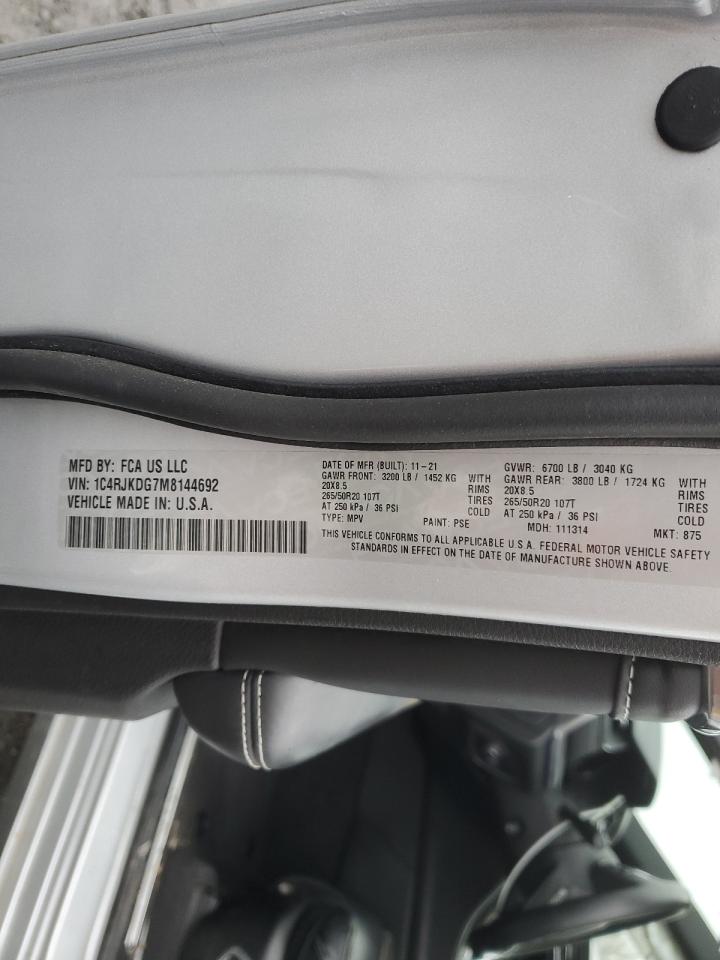 MFD BY: FCA US LLC
VIN: 1C4RJKDG7M8144692
VEHICLE MADE IN: U.S.A.
DATE OF MFR (BUILT): 11-21 GVWR: 6700 LB / 3040 KG
GAWR FRONT: 3200 LB / 1452 KG WITH GAWR REAR: 3800 LB / 1724 KG WITH
20X8.5 RIMS 20X8.5 RIMS
265/50R20 107T TIRES 265/50R20 107T TIRES
AT 250 kPa / 36 PSI COLD AT 250 kPa / 36 PSI COLD
TYPE: MPV PAINT: PSE MDH: 111314 MKT: 875
THIS VEHICLE CONFORMS TO ALL APPLICABLE U.S.A. FEDERAL MOTOR VEHICLE SAFETY
STANDARDS IN EFFECT ON THE DATE OF MANUFACTURE SHOWN ABOVE.